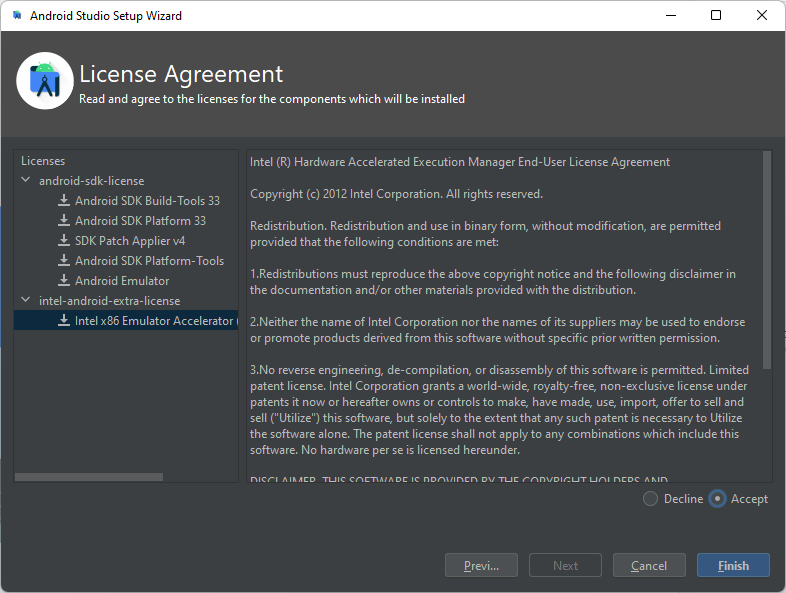 Android Studio Setup Wizard
License Agreement
Read and agree to the licenses for the components which will be installed
Licenses
android-sdk-license
Android SDK Build-Tools 33
Android SDK Platform 33
SDK Patch Applier v4
Android SDK Platform-Tools
Android Emulator
intel-android-extra-license
Intel x86 Emulator Accelerator (
Intel (R) Hardware Accelerated Execution Manager End-User License Agreement
Copyright (c) 2012 Intel Corporation. All rights reserved.
Redistribution. Redistribution and use in binary form, without modification, are permitted
provided that the following conditions are met:
1.Redistributions must reproduce the above copyright notice and the following disclaimer in
the documentation and/or other materials provided with the distribution.
2.Neither the name of Intel Corporation nor the names of its suppliers may be used to endorse
or promote products derived from this software without specific prior written permission.
3.No reverse engineering, de-compilation, or disassembly of this software is permitted. Limited
patent license. Intel Corporation grants a world-wide, royalty-free, non-exclusive license under
patents it now or hereafter owns or controls to make, have made, use, import, offer to sell and
sell ("Utilize") this software, but solely to the extent that any such patent is necessary to Utilize
the software alone. The patent license shall not apply to any combinations which include this
software. No hardware per se is licensed hereunder.
DISCLAIMER. THIS SOFTWARE IS PROVIDED BY THE COPYRIGHT HOLDERS AND
Decline Accept
Previ... Next Cancel Finish